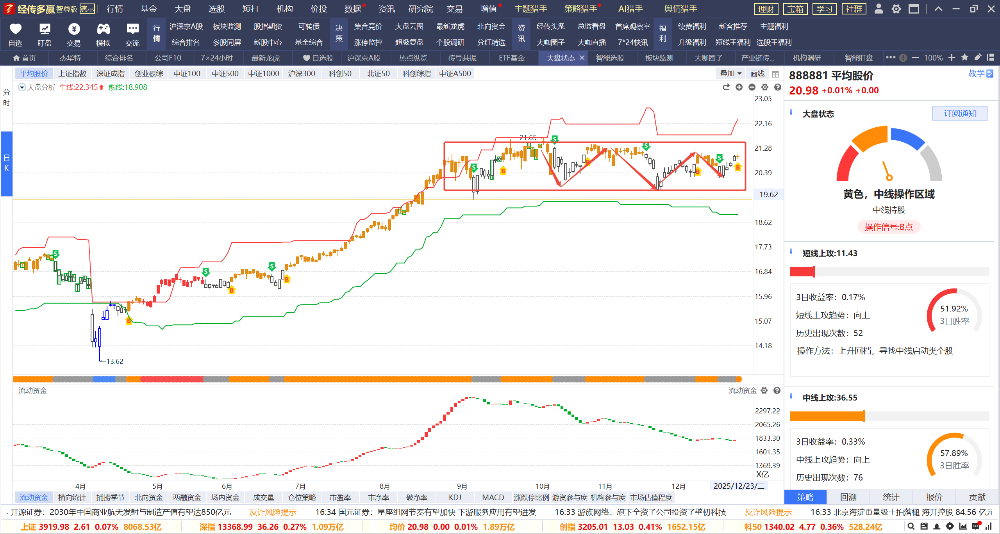 经传多赢 智尊版 演示 行情 基金 大盘 选股 短打 机构 价投 数据 资讯 研究院 交易 增值 主题猎手 策略猎手 AI猎手 舆情猎手 理财 宝箱 学习 社群
自选 盯盘 交易 模拟 交流
行情 沪深京A股 板块监测 股指期货 可转债 决策 集合竞价 大盘云图 最新龙虎 北向资金 资讯 经传头条 总监看盘 首席观察室 福利 续费福利 新客推荐 主题福利
综合排名 多股同屏 新股中心 基金综合 涨停监控 超级复盘 个股调研 分红精选 大咖圈子 大咖直播 7*24快讯 升级福利 短线王福利 选股王福利
首页 杰华特 综合排名 公司F10 7×24小时 最新龙虎 自选股 沪深京A股 热点纵览 传导共振 ETF基金 大盘状态 智能选股 板块监测 大咖圈子 产业链传... 机构调研 智能盯盘 100%
平均股价 上证指数 深证成指 创业板综 中证100 中证500 中证1000 沪深300 科创50 北证50 科创综指 中证A500 叠加 画线
分时
日K
大盘分析 牛线:22.345 熊线:18.908
23.05
22.16
21.28
20.39
19.62
18.62
17.73
16.84
15.96
15.07
14.18
21.65
13.62
S
S
S
S
S
S
S
B
B
B
B
B
B
B
流动资金 流动资金
2297.22
2065.26
1833.30
1601.35
1369.39
X亿
4月 5月 6月 7月 8月 9月 10月 11月 12月 2025/12/23/二
流动资金 横向统计 捕捞季节 北向资金 两融资金 场内资金 成交量 仓位策略 市盈率 市净率 破净率 KDJ MACD 涨跌停比例 游资参与度 机构参与度 市场估值程度
888881 平均股价 教学
20.98 +0.01% +0.00
大盘状态 订阅通知
黄色，中线操作区域
中线持股
操作信号:B点
短线上攻:11.43
3日收益率：0.17%
短线上攻趋势：向上
历史出现次数：52
51.92%
3日胜率
操作方法：上升回档，寻找中线启动类个股
中线上攻:36.55
3日收益率：0.33%
中线上攻趋势：向上
历史出现次数：76
57.89%
3日胜率
策略 回溯 统计 报价 贡献
开源证券：2030年中国商业航天发射与制造产值有望达850亿元 反诈风险提示 16:34 国元证券：星座组网节奏有望加快 下游服务应用有望迸发 16:33 游族网络：旗下全资子公司投资了壁仞科技 反诈风险提示 16:33 北京海淀重量级土拍落槌 海开控股 84.56 亿元
上证 3919.98 2.61 0.07% 8068.53亿 深指 13368.99 36.26 0.27% 1.09万亿 均价 20.98 0.00 0.01% 1.89万亿 创指 3205.01 13.03 0.41% 1652.15亿 科50 1340.02 4.77 0.36% 528.24亿